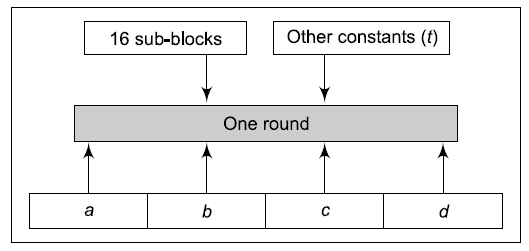 16 sub-blocks
Other constants (t)
One round
a
b
c
d